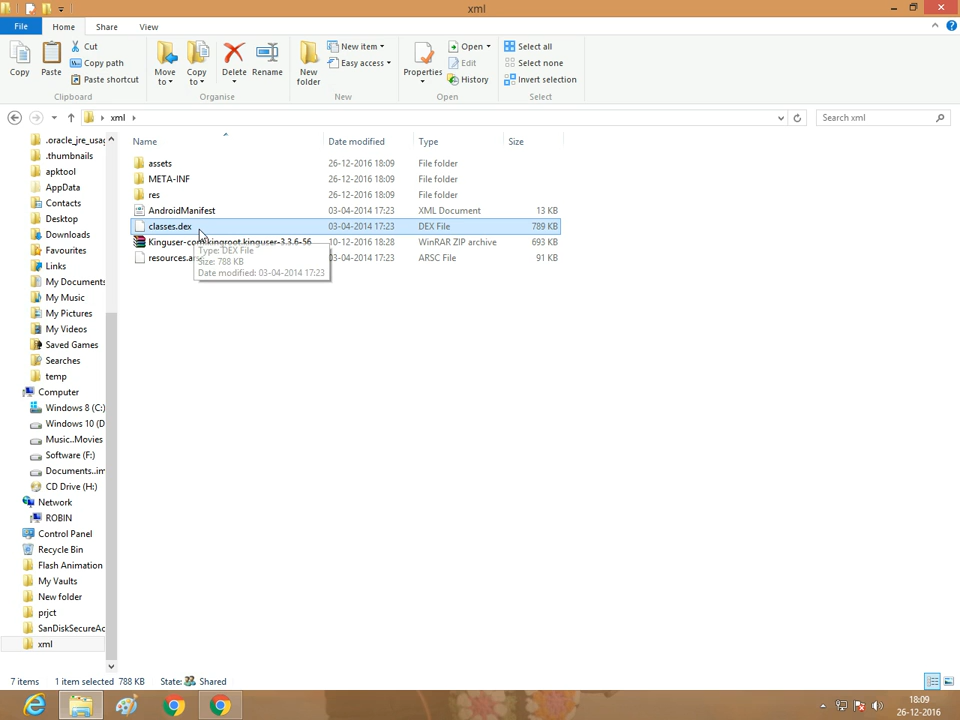 xml
File Home Share View
Copy
Paste
Cut
Copy path
Paste shortcut
Clipboard
Move to
Copy to
Delete
Rename
Organise
New folder
New item
Easy access
New
Properties
Open
Edit
History
Open
Select all
Select none
Invert selection
Select
xml
Search xml
Name Date modified Type Size
assets 26-12-2016 18:09 File folder
META-INF 26-12-2016 18:09 File folder
res 26-12-2016 18:09 File folder
AndroidManifest 03-04-2014 17:23 XML Document 13 KB
classes.dex 03-04-2014 17:23 DEX File 789 KB
Kinguser-com.kingroot.kinguser-3.3.6-56 10-12-2016 18:28 WinRAR ZIP archive 693 KB
03-04-2014 17:23 ARSC File 91 KB
Type: DEX File
Size: 788 KB
Date modified: 03-04-2014 17:23
.oracle_jre_usag
.thumbnails
apktool
AppData
Contacts
Desktop
Downloads
Favourites
Links
My Documents
My Music
My Pictures
My Videos
Saved Games
Searches
temp
Computer
Windows 8 (C:)
Windows 10 (D
Music..Movies
Software (F:)
Documents..im
CD Drive (H:)
Network
ROBIN
Control Panel
Recycle Bin
Flash Animation
My Vaults
New folder
prjct
SanDiskSecureAc
xml
7 items 1 item selected 788 KB State: Shared
18:09
26-12-2016